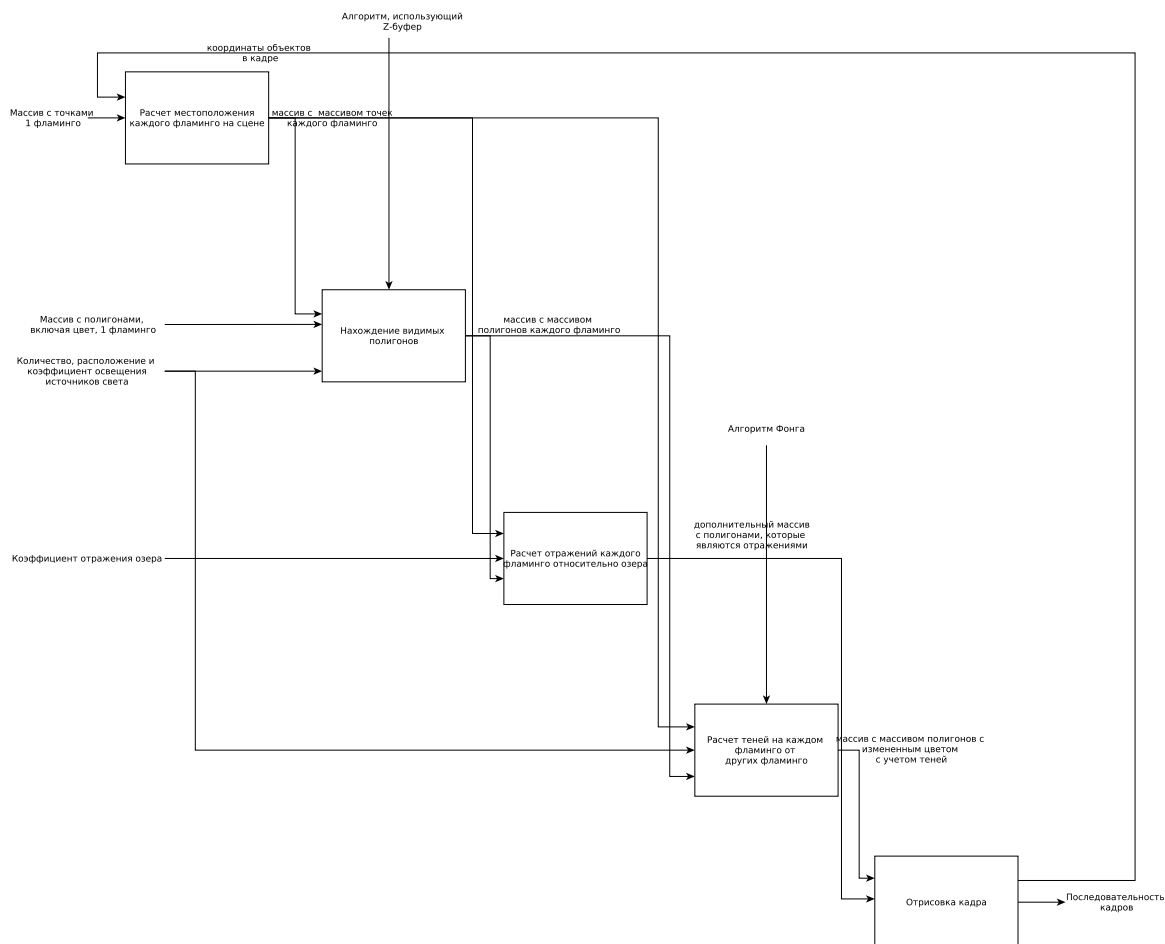 Алгоритм, использующий
Z-буфер
координаты объектов
в кадре
Массив с точками
1 фламинго
Расчет местоположения
каждого фламинго на сцене
массив с массивом точек
каждого фламинго
Массив с полигонами,
включая цвет, 1 фламинго
Количество, расположение и
коэффициент освещения
источников света
Нахождение видимых
полигонов
массив с массивом
полигонов каждого фламинго
Алгоритм Фонга
Коэффициент отражения озера
Расчет отражений каждого
фламинго относительно озера
дополнительный массив
с полигонами, которые
являются отражениями
Расчет теней на каждом
фламинго от
других фламинго
массив с массивом полигонов с
измененным цветом
с учетом теней
Отрисовка кадра
Последовательность
кадров